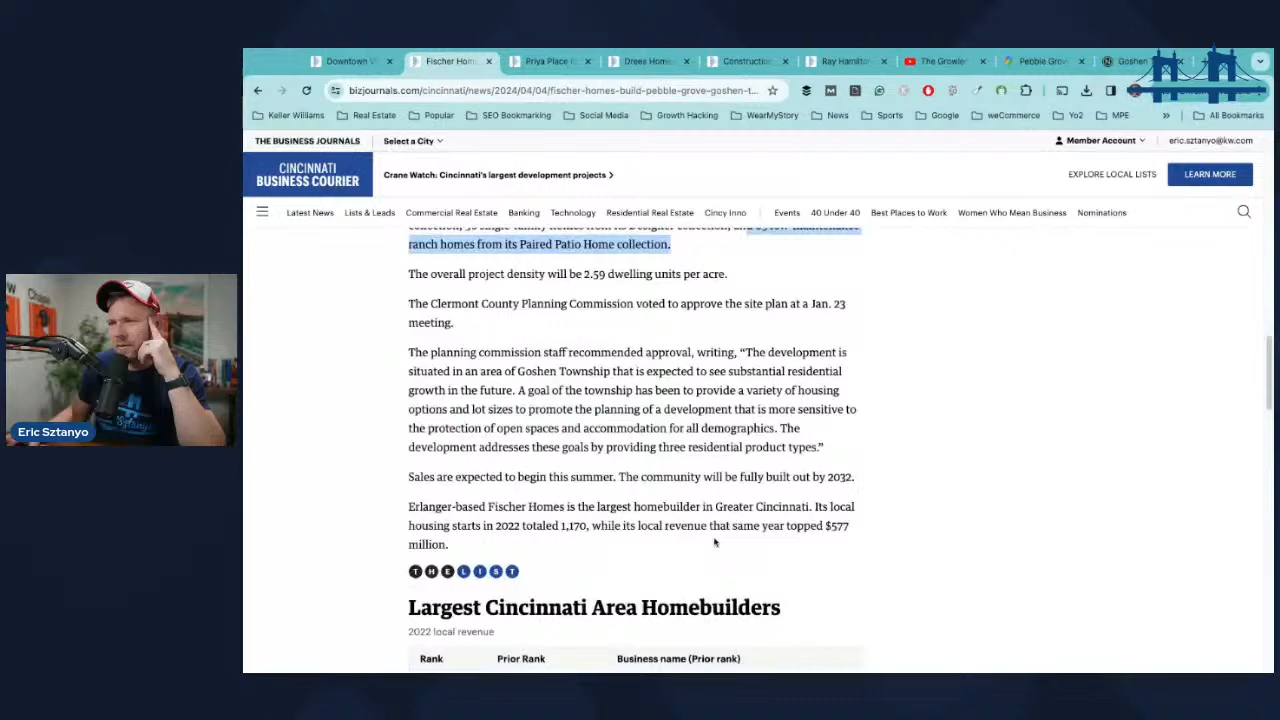 Downtown V
Fischer Hom
Priya Place
Drees Home
Construction
Ray Hamilton
The Growler
Pebble Grov
Goshen
bizjournals.com/cincinnati/news/2024/04/04/fischer-homes-build-pebble-grove-goshen-t...
Keller Williams
Real Estate
Popular
SEO Bookmarking
Social Media
Growth Hacking
WearMyStory
News
Sports
Google
weCommerce
Yo2
MPE
»
All Bookmarks
THE BUSINESS JOURNALS
Select a City
Member Account
eric.sztanyo@kw.com
CINCINNATI
BUSINESS COURIER
Crane Watch: Cincinnati's largest development projects >
EXPLORE LOCAL LISTS
LEARN MORE
Latest News
Lists & Leads
Commercial Real Estate
Banking
Technology
Residential Real Estate
Cincy Inno
Events
40 Under 40
Best Places to Work
Women Who Mean Business
Nominations
ranch homes from its Paired Patio Home collection.
The overall project density will be 2.59 dwelling units per acre.
The Clermont County Planning Commission voted to approve the site plan at a Jan. 23
meeting.
The planning commission staff recommended approval, writing, “The development is
situated in an area of Goshen Township that is expected to see substantial residential
growth in the future. A goal of the township has been to provide a variety of housing
options and lot sizes to promote the planning of a development that is more sensitive to
the protection of open spaces and accommodation for all demographics. The
development addresses these goals by providing three residential product types.”
Sales are expected to begin this summer. The community will be fully built out by 2032.
Erlanger-based Fischer Homes is the largest homebuilder in Greater Cincinnati. Its local
housing starts in 2022 totaled 1,170, while its local revenue that same year topped $577
million.
THE LIST
Largest Cincinnati Area Homebuilders
2022 local revenue
Rank
Prior Rank
Business name (Prior rank)
Eric Sztanyo